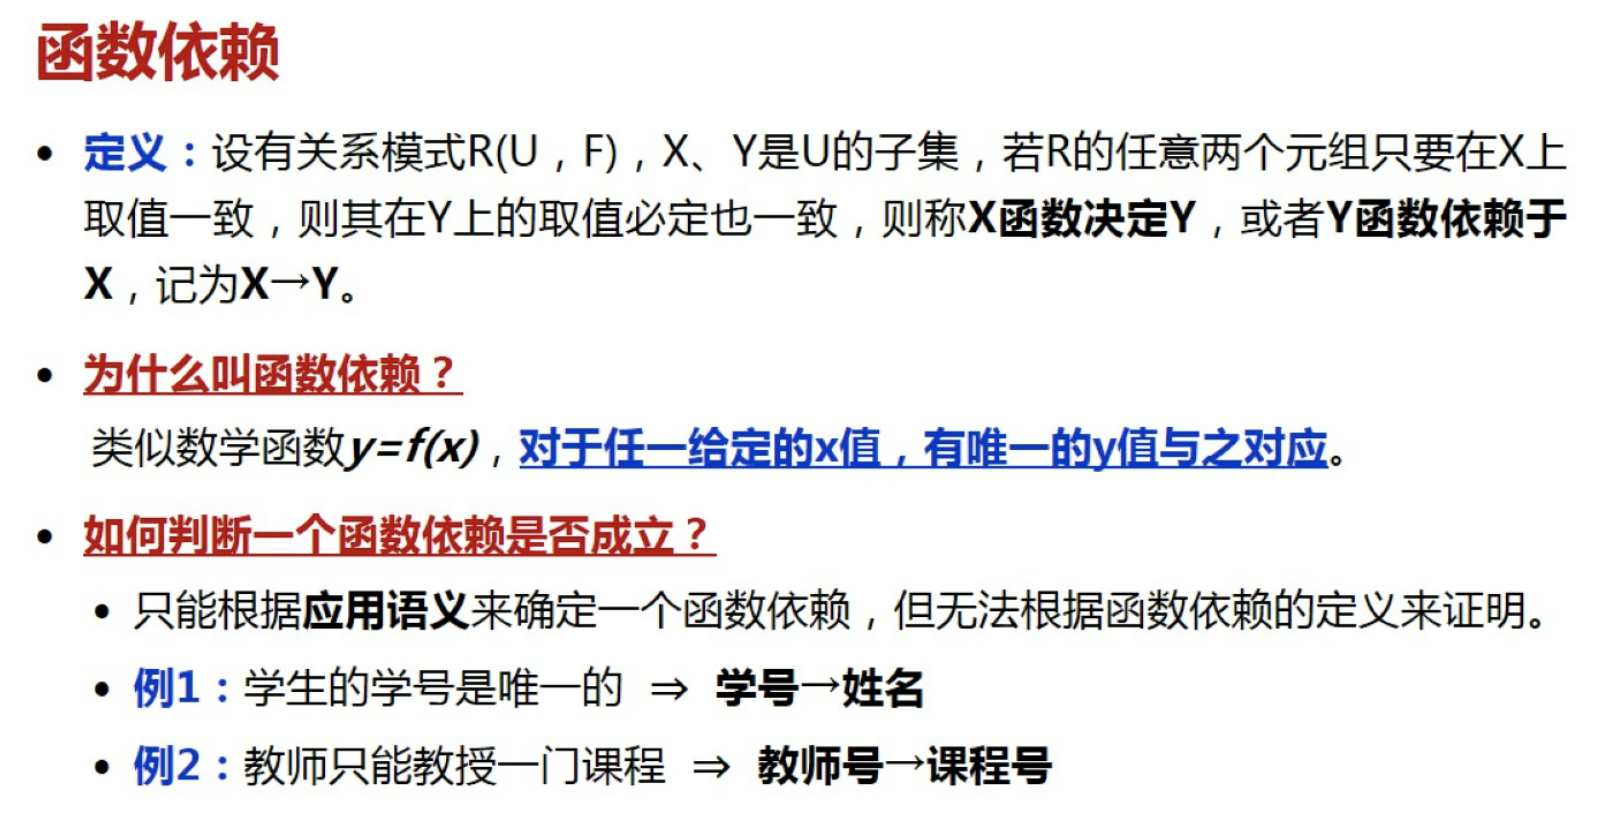 函数依赖
• 定义：设有关系模式R(U，F)，X、Y是U的子集，若R的任意两个元组只要在X上
取值一致，则其在Y上的取值必定也一致，则称X函数决定Y，或者Y函数依赖于
X，记为X→Y。
• 为什么叫函数依赖？
类似数学函数y=f(x)，对于任一给定的x值，有唯一的y值与之对应。
• 如何判断一个函数依赖是否成立？
• 只能根据应用语义来确定一个函数依赖，但无法根据函数依赖的定义来证明。
• 例1：学生的学号是唯一的 ⇒ 学号→姓名
• 例2：教师只能教授一门课程 ⇒ 教师号→课程号